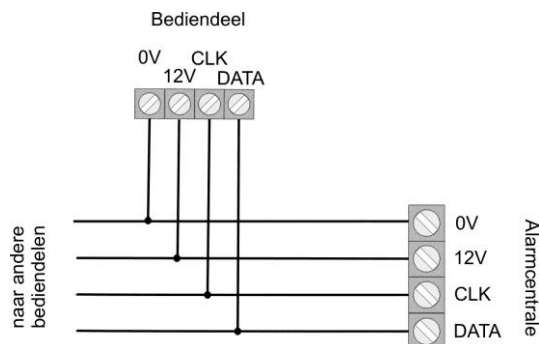 Bediendeel
0V
12V
CLK
DATA
naar andere
bediendelen
0V
12V
CLK
DATA
Alarmcentrale